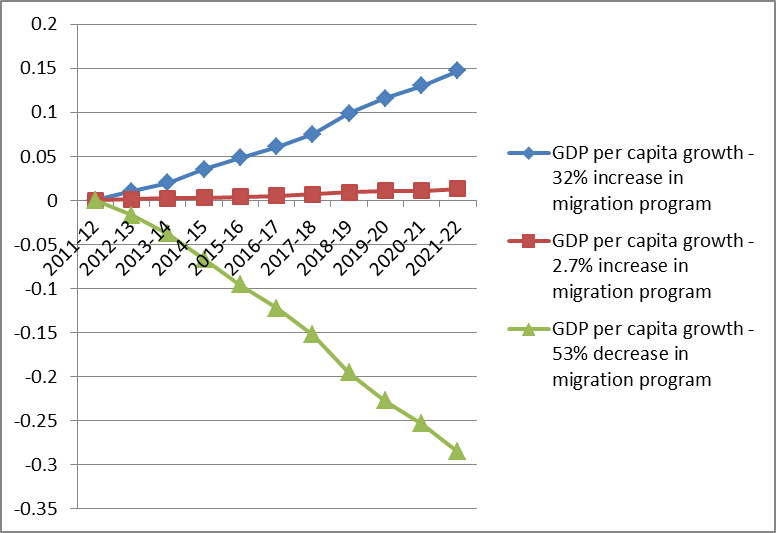 0.2
0.15
0.1
0.05
0
-0.05
-0.1
-0.15
-0.2
-0.25
-0.3
-0.35
2011-12
2012-13
2013-14
2014-15
2015-16
2016-17
2017-18
2018-19
2019-20
2020-21
2021-22
GDP per capita growth -
32% increase in
migration program
GDP per capita growth -
2.7% increase in
migration program
GDP per capita growth -
53% decrease in
migration program